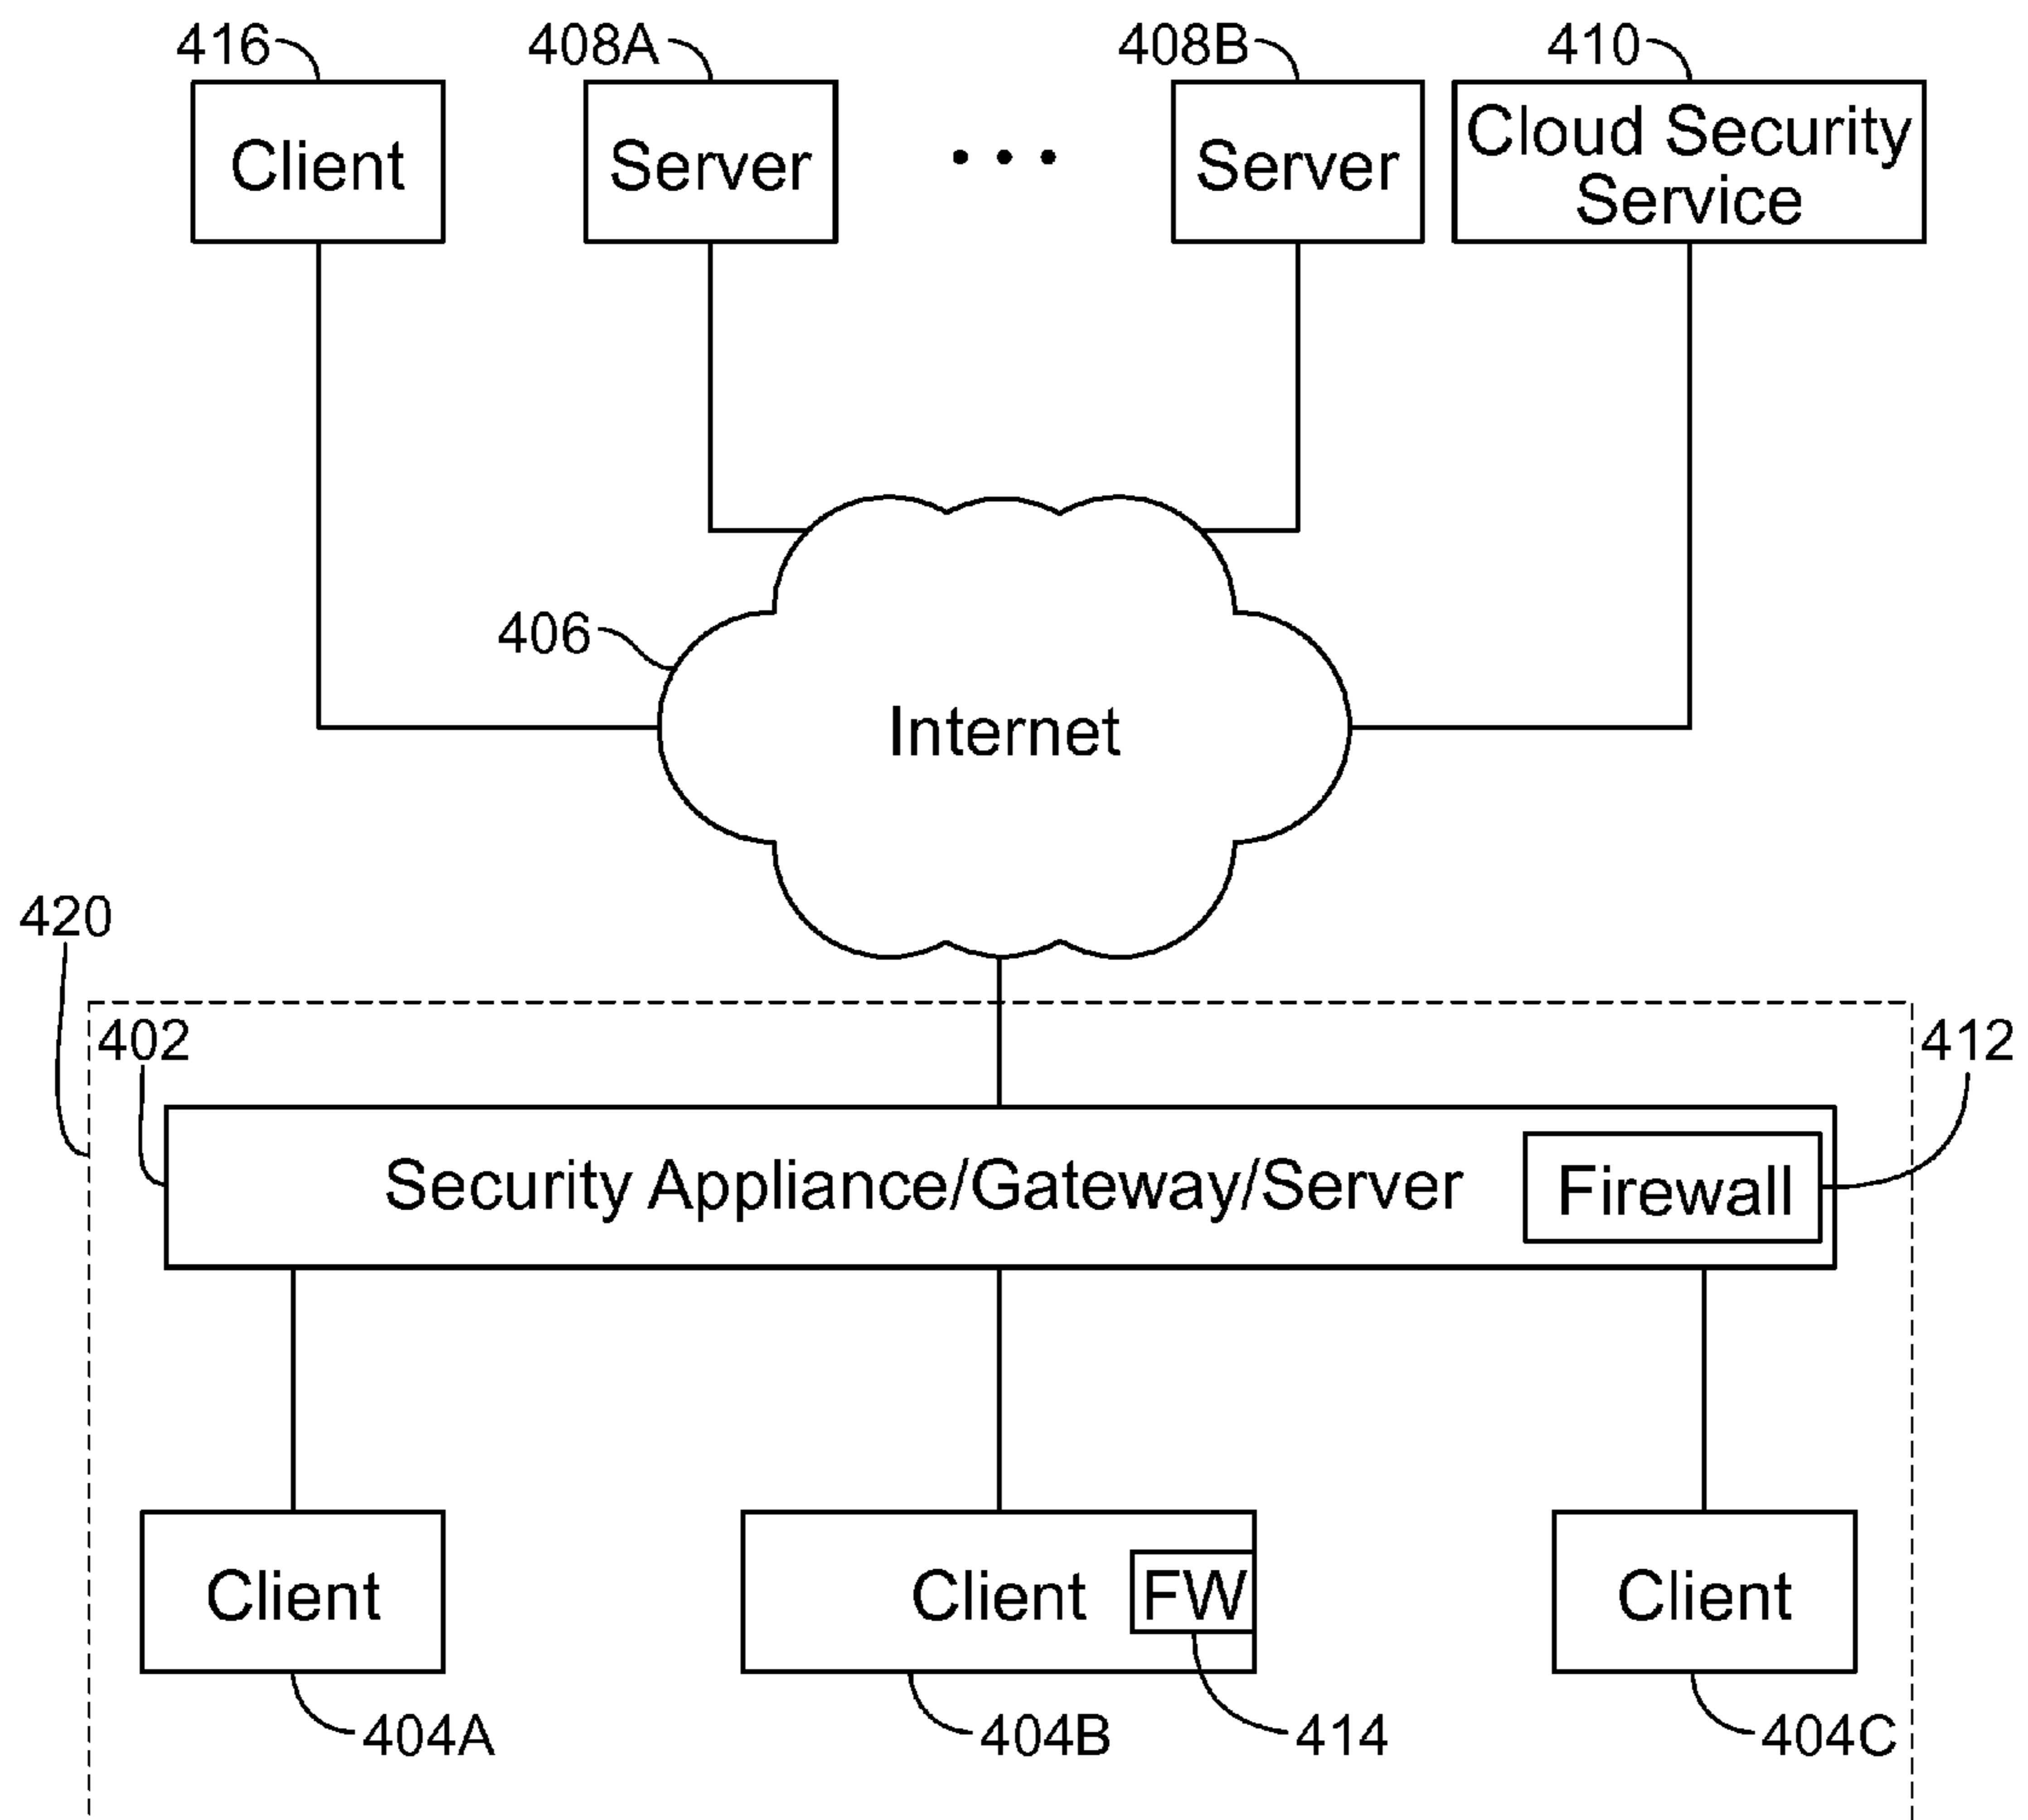 416
408A
408B
410
Client
Server
• • •
Server
Cloud Security
Service
406
Internet
420
402
412
Security Appliance/Gateway/Server
Firewall
Client
Client
FW
Client
404A
404B
414
404C